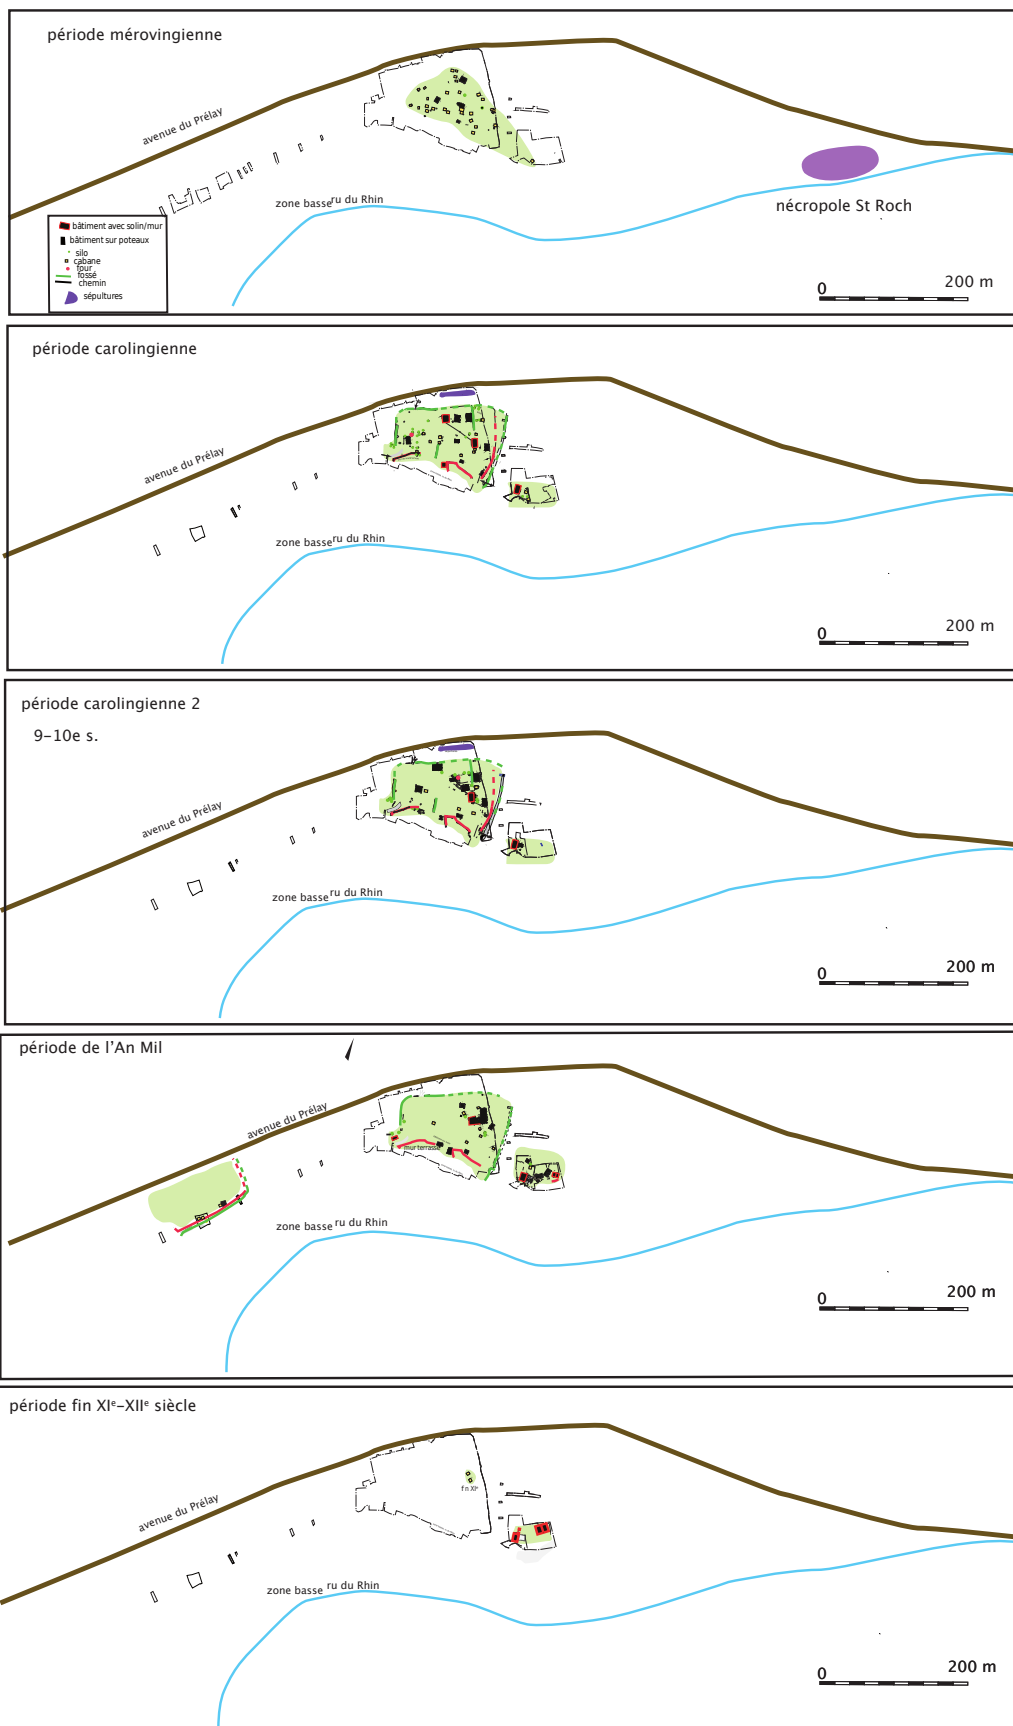 période mérovingienne
avenue du Prélay
zone basse ru du Rhin
nécropole St Roch
bâtiment avec solin/mur
bâtiment sur poteaux
silo
cabane
four
fossé
chemin
sépultures
0 200 m
période carolingienne
avenue du Prélay
zone basse ru du Rhin
0 200 m
période carolingienne 2
9-10e s.
avenue du Prélay
zone basse ru du Rhin
0 200 m
période de l'An Mil
avenue du Prélay
mur terrasse
zone basse ru du Rhin
0 200 m
période fin XIᵉ-XIIᵉ siècle
avenue du Prélay
fn XIᵉ
zone basse ru du Rhin
0 200 m